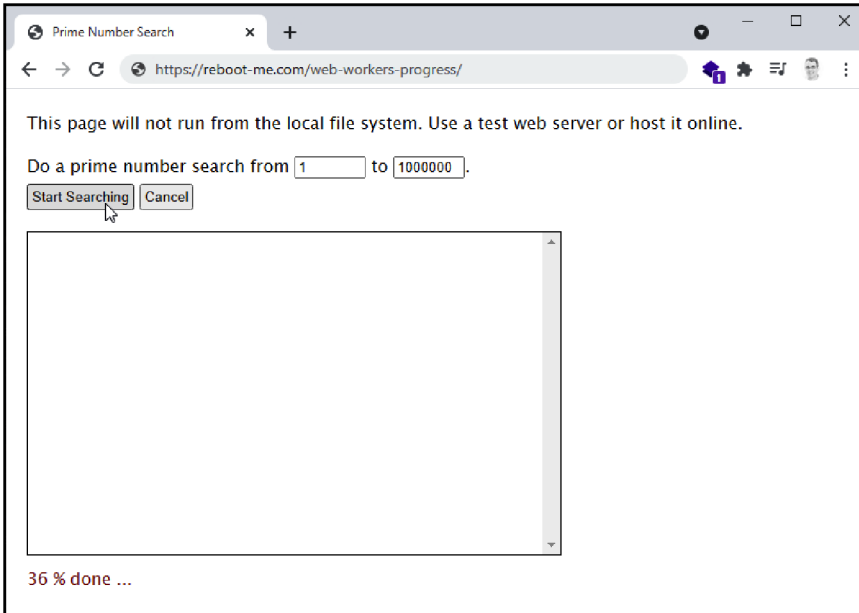 Prime Number Search
https://reboot-me.com/web-workers-progress/
1
This page will not run from the local file system. Use a test web server or host it online.
Do a prime number search from 1 to 1000000.
Start Searching Cancel
36 % done ...